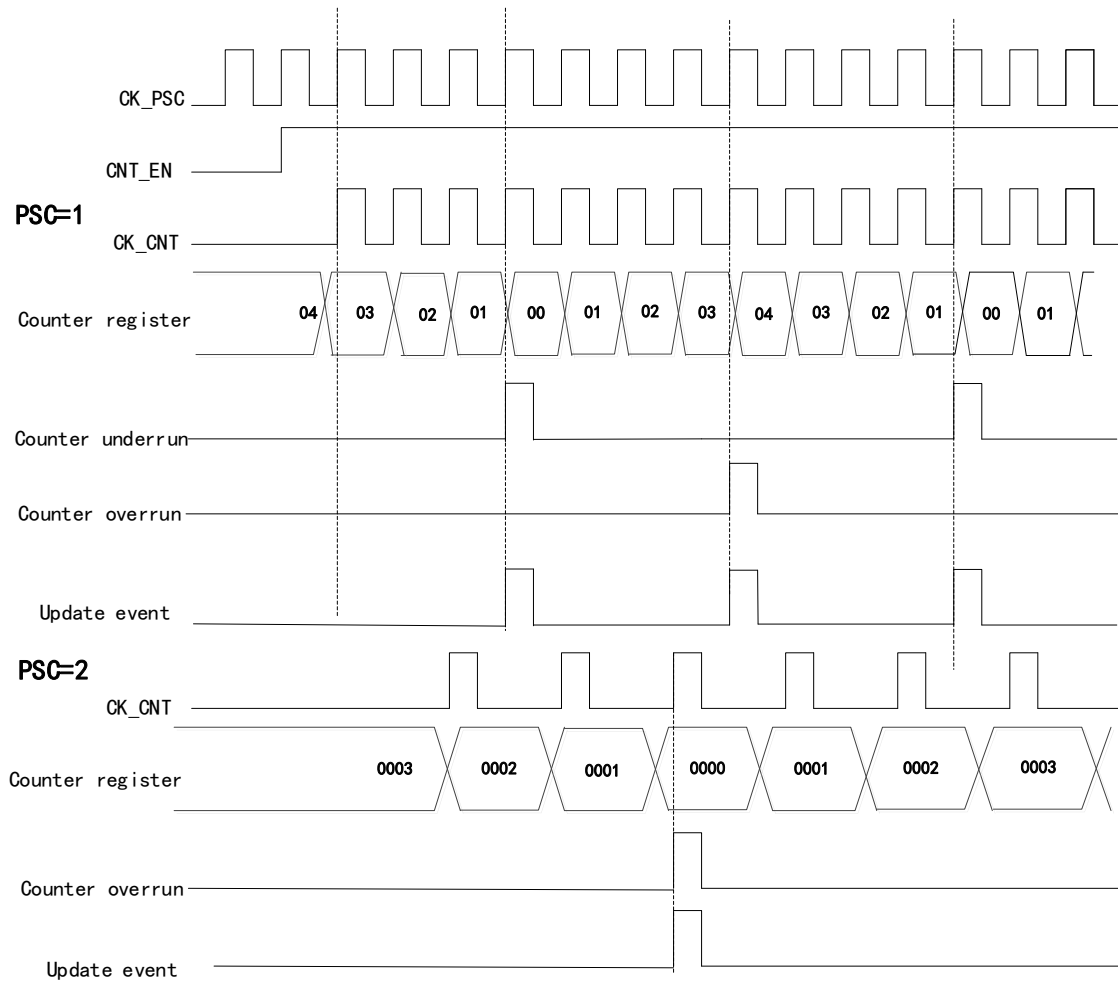 CK_PSC
CNT_EN
PSC=1
CK_CNT
Counter register 04 03 02 01 00 01 02 03 04 03 02 01 00 01
Counter underrun
Counter overrun
Update event
PSC=2
CK_CNT
Counter register 0003 0002 0001 0000 0001 0002 0003
Counter overrun
Update event